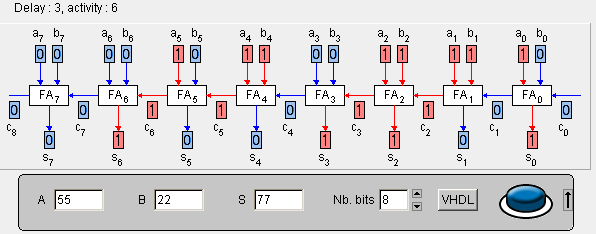 Delay : 3, activity : 6
a7 b7 a6 b6 a5 b5 a4 b4 a3 b3 a2 b2 a1 b1 a0 b0
0 0 0 0 1 0 1 1 0 0 1 1 1 1 1 0
FA7 FA6 FA5 FA4 FA3 FA2 FA1 FA0
0 0 1 1 0 1 1 0 0
c8 c7 c6 c5 c4 c3 c2 c1 c0
0 1 0 0 1 1 0 1
s7 s6 s5 s4 s3 s2 s1 s0
A 55 B 22 S 77 Nb. bits 8 VHDL